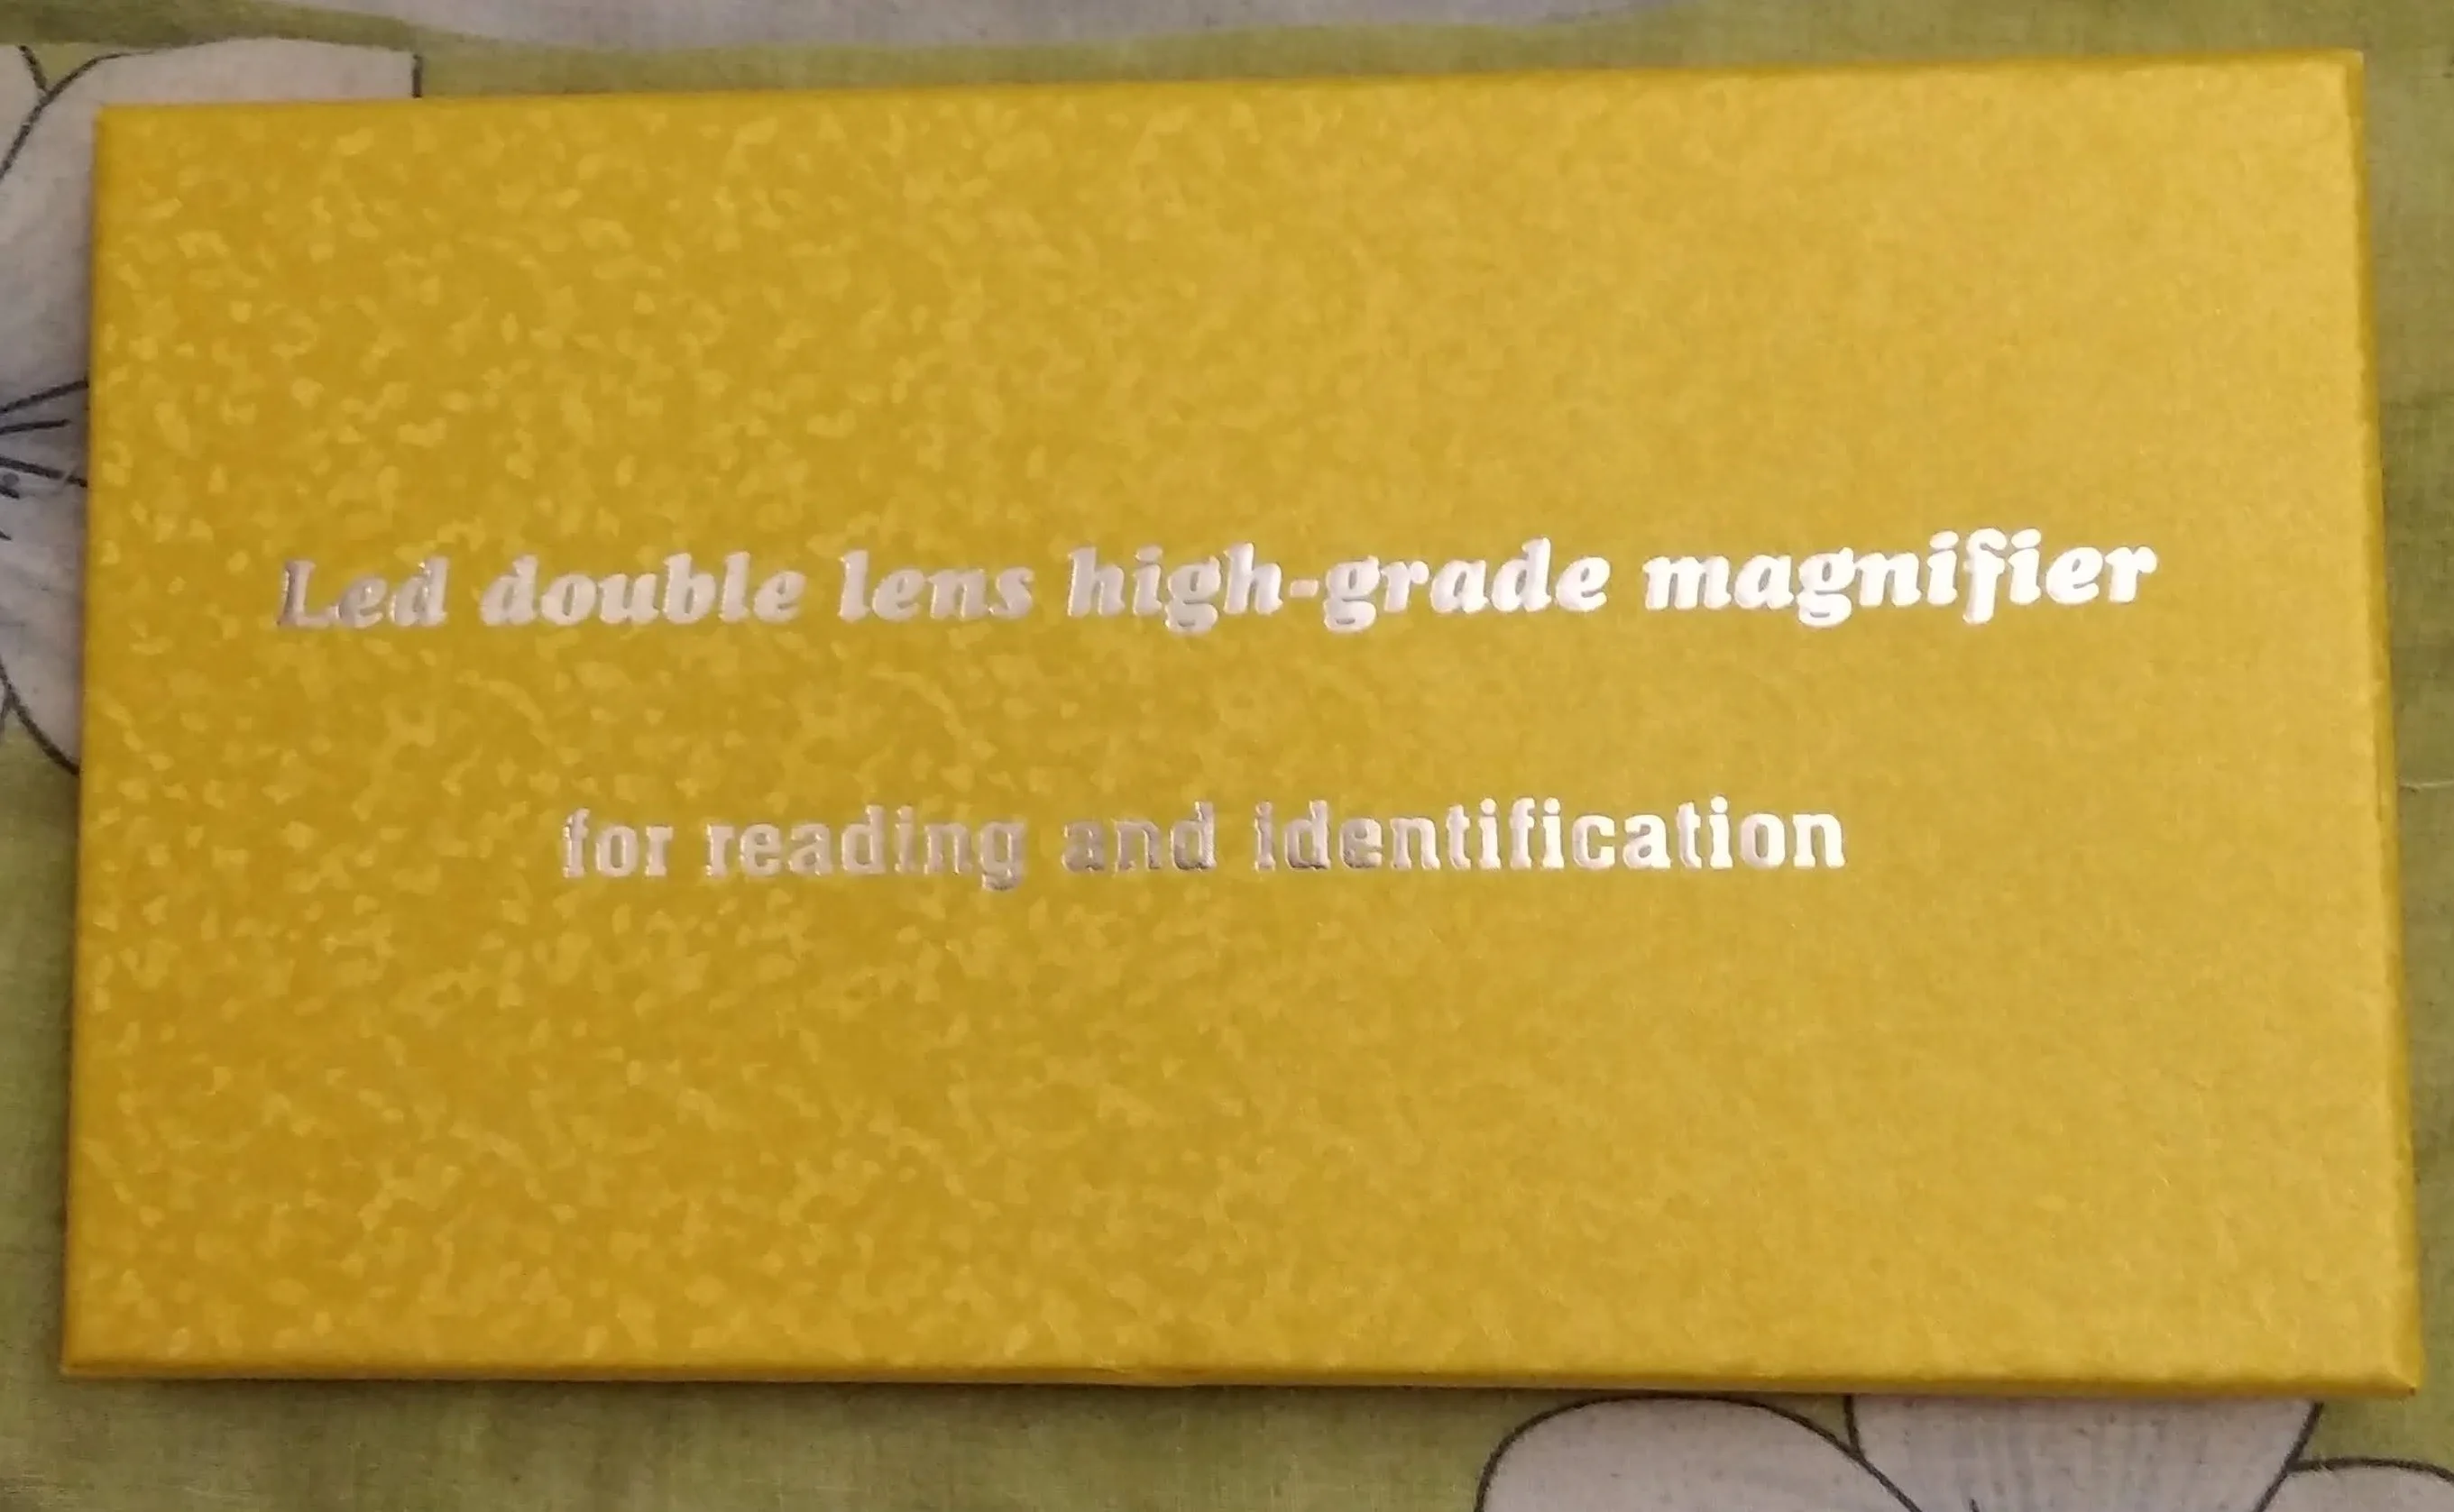 Led double lens high-grade magnifier
for reading and identification